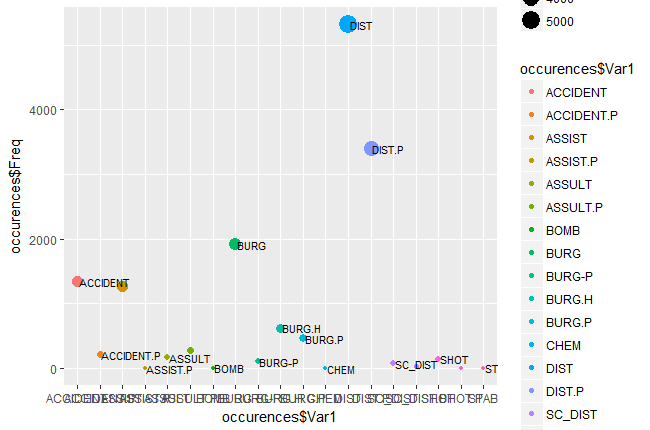 4000
5000
DIST
occurences$Var1
ACCIDENT
ACCIDENT.P
4000
ASSIST
DIST.P
ASSIST.P
ASSULT
ASSULT.P
occurences$Freq
BOMB
2000
BURG
BURG
BURG-P
ACCIDENT
BURG.H
BURG.H
BURG.P
BURG.P
CHEM
ACCIDENT.P
ASSULT
BURG-P
SC_DIST
SHOT
DIST
0
ASSIST.P
BOMB
CHEM
ST
DIST.P
occurences$Var1
SC_DIST